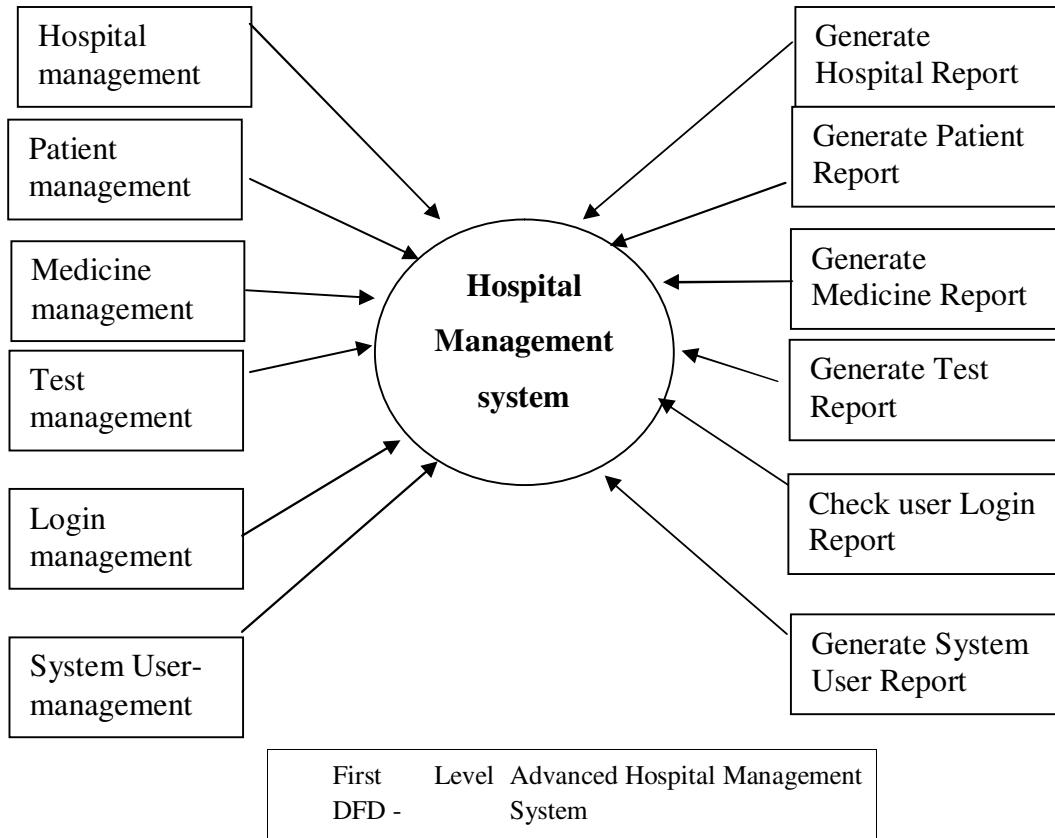 Hospital
management
Patient
management
Medicine
management
Test
management
Login
management
System User-
management
Hospital
Management
system
Generate
Hospital Report
Generate Patient
Report
Generate
Medicine Report
Generate Test
Report
Check user Login
Report
Generate System
User Report
First Level Advanced Hospital Management
DFD - System